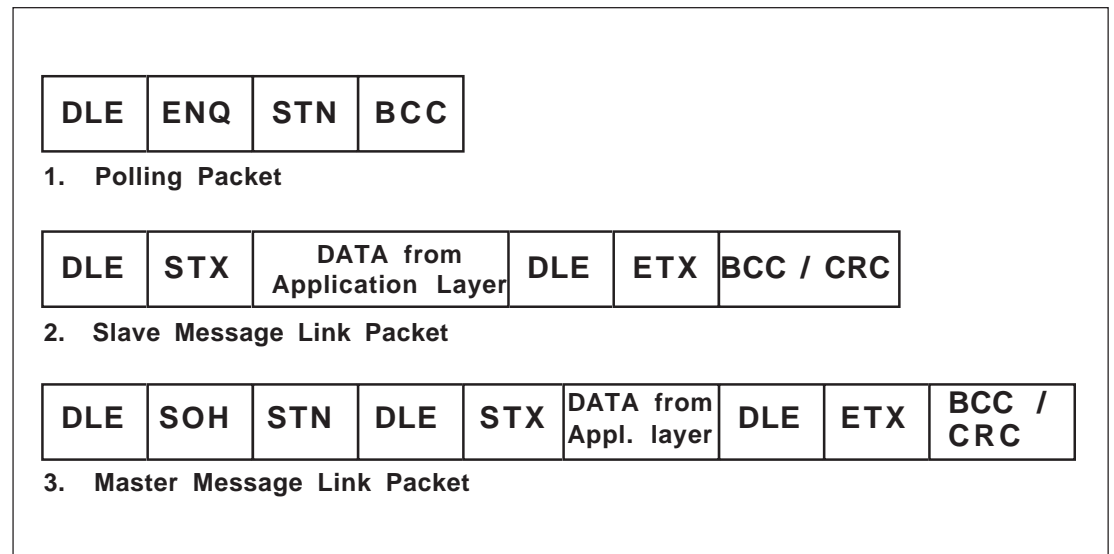 DLE ENQ STN BCC
1. Polling Packet
DLE STX DATA from Application Layer DLE ETX BCC / CRC
2. Slave Message Link Packet
DLE SOH STN DLE STX DATA from Appl. layer DLE ETX BCC / CRC
3. Master Message Link Packet